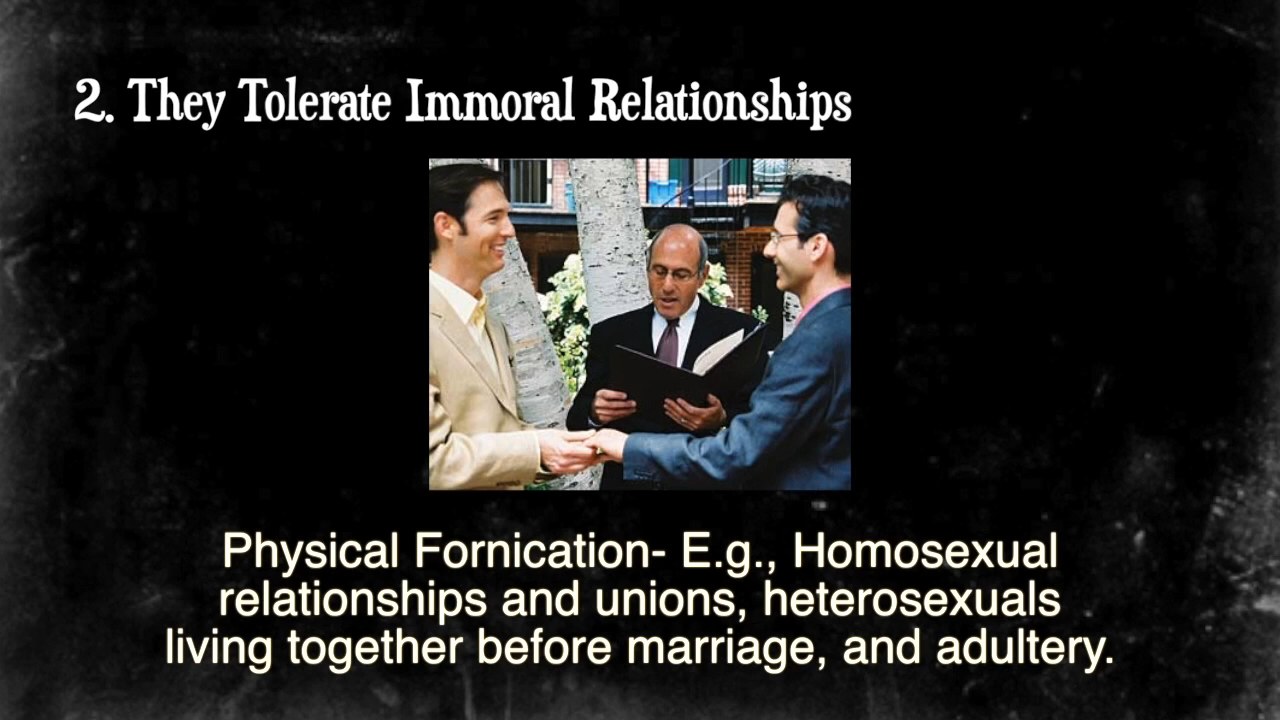 2. They Tolerate Immoral Relationships
Physical Fornication- E.g., Homosexual
relationships and unions, heterosexuals
living together before marriage, and adultery.